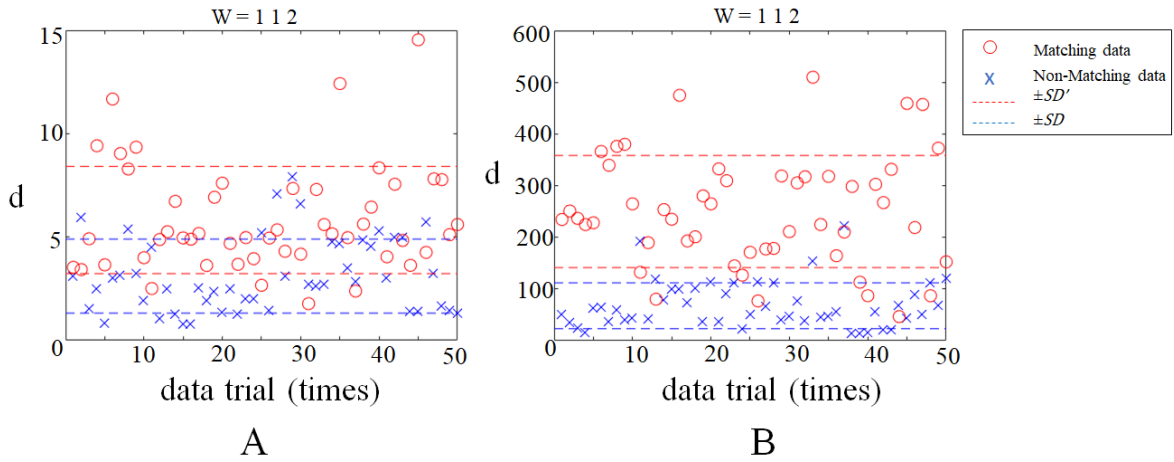 W = 1 1 2
15
10
5
0
d
0
10
20
30
40
50
data trial (times)
A
W = 1 1 2
600
500
400
300
200
100
0
d
10
20
30
40
50
data trial (times)
B
Matching data
Non-Matching data
±SD'
±SD